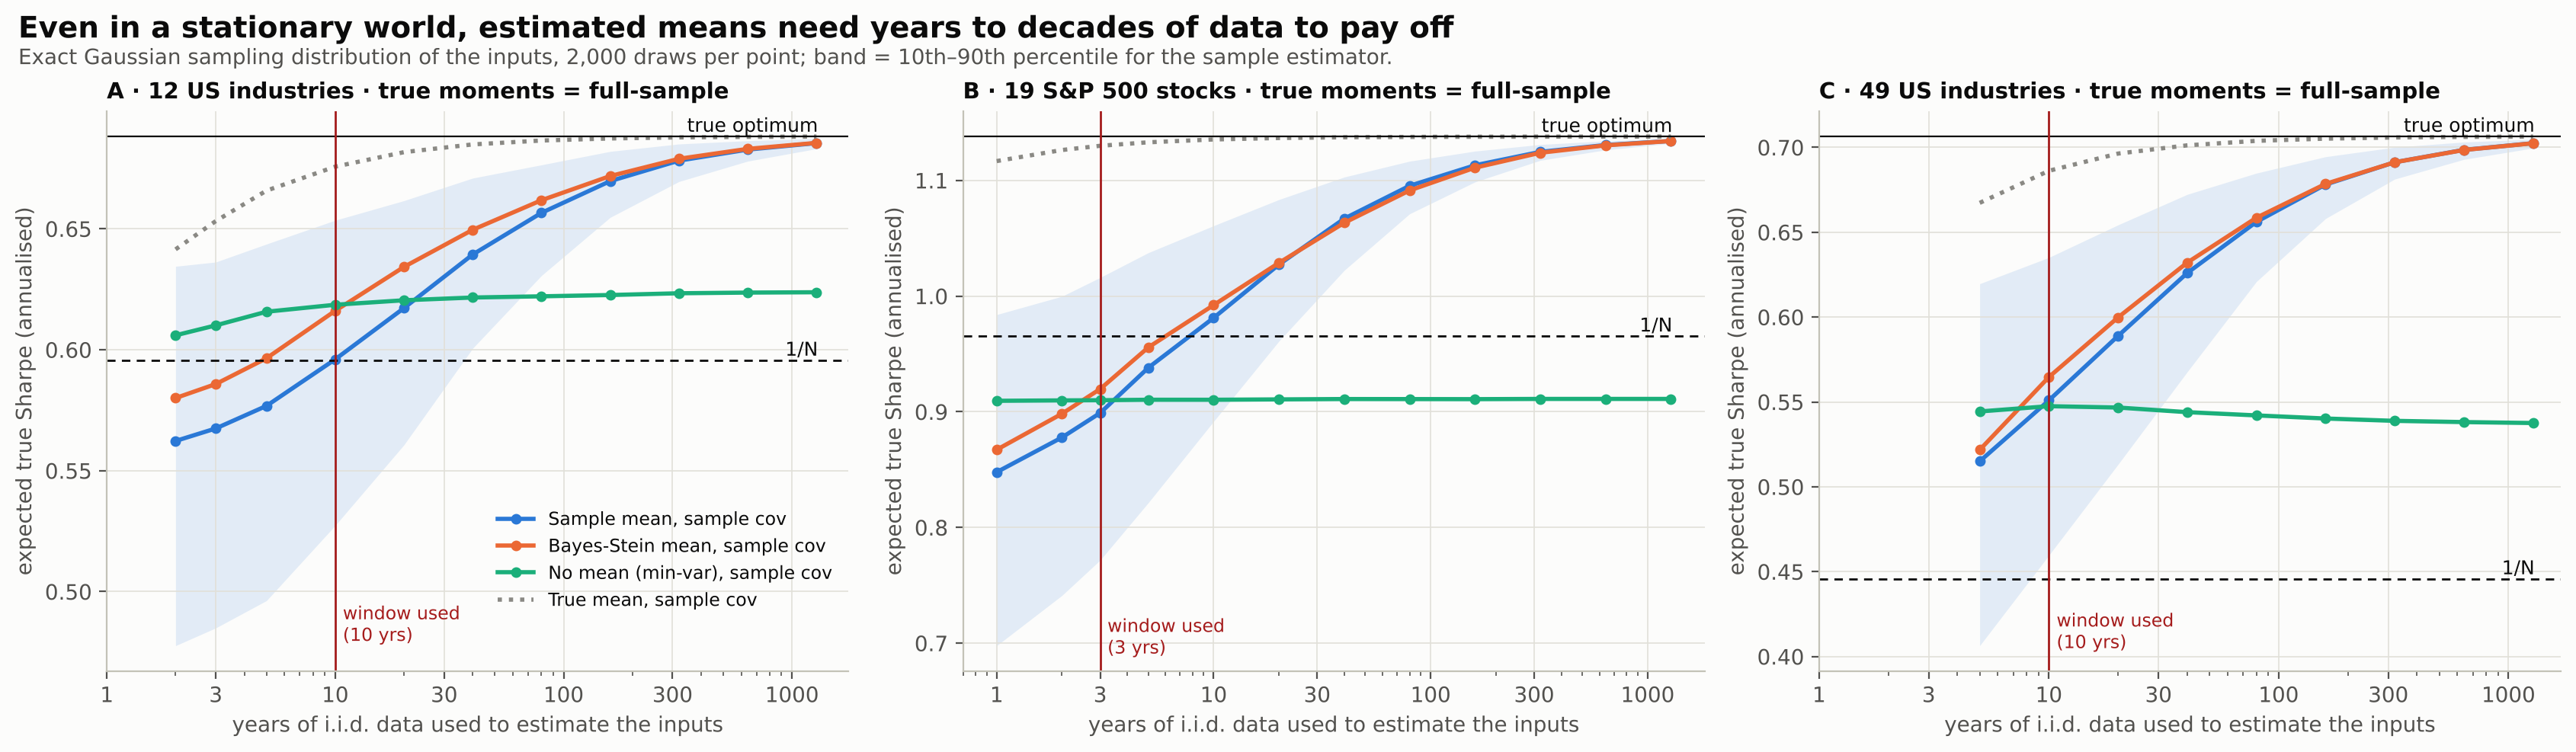 Even in a stationary world, estimated means need years to decades of data to pay off
Exact Gaussian sampling distribution of the inputs, 2,000 draws per point; band = 10th–90th percentile for the sample estimator.
A · 12 US industries · true moments = full-sample
true optimum
1/N
expected true Sharpe (annualised)
0.65
0.60
0.55
0.50
Sample mean, sample cov
Bayes-Stein mean, sample cov
No mean (min-var), sample cov
True mean, sample cov
window used
(10 yrs)
1 3 10 30 100 300 1000
years of i.i.d. data used to estimate the inputs
B · 19 S&P 500 stocks · true moments = full-sample
true optimum
1/N
expected true Sharpe (annualised)
1.1
1.0
0.9
0.8
0.7
window used
(3 yrs)
1 3 10 30 100 300 1000
years of i.i.d. data used to estimate the inputs
C · 49 US industries · true moments = full-sample
true optimum
1/N
expected true Sharpe (annualised)
0.70
0.65
0.60
0.55
0.50
0.45
0.40
window used
(10 yrs)
1 3 10 30 100 300 1000
years of i.i.d. data used to estimate the inputs